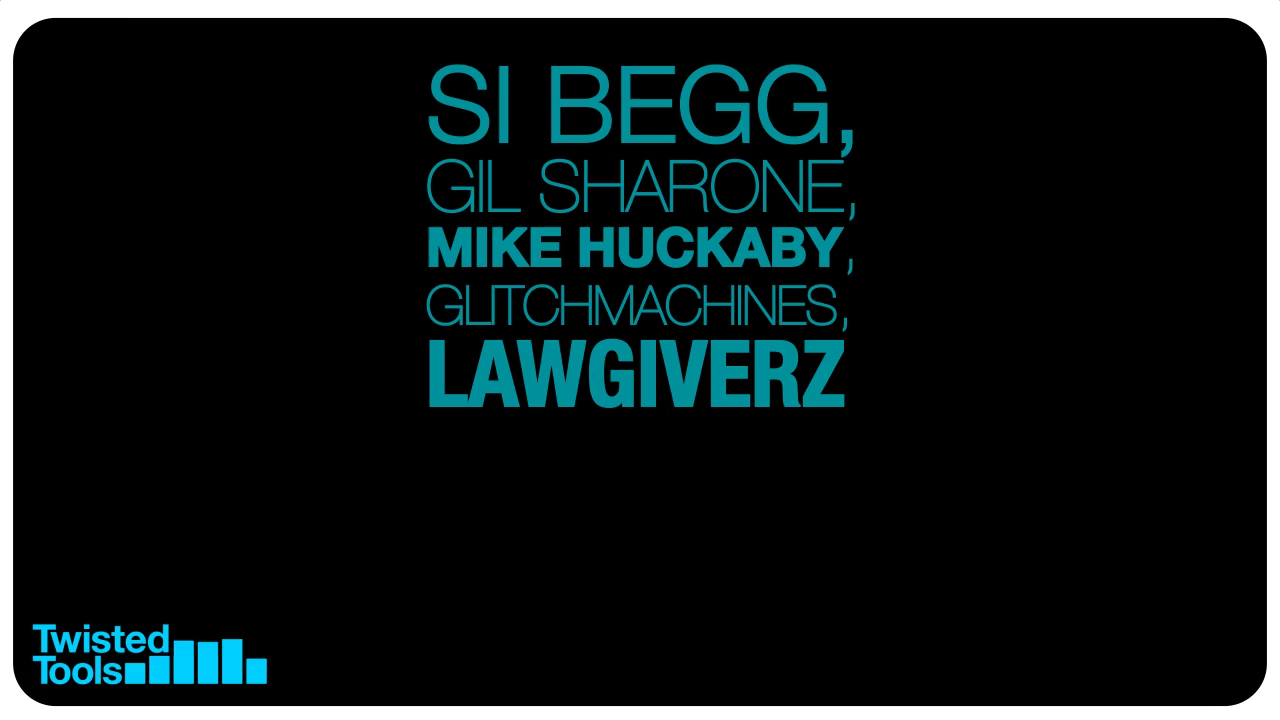 SI BEGG,
GIL SHARONE,
MIKE HUCKABY,
GLITCHMACHINES,
LAWGIVERZ
Twisted
Tools